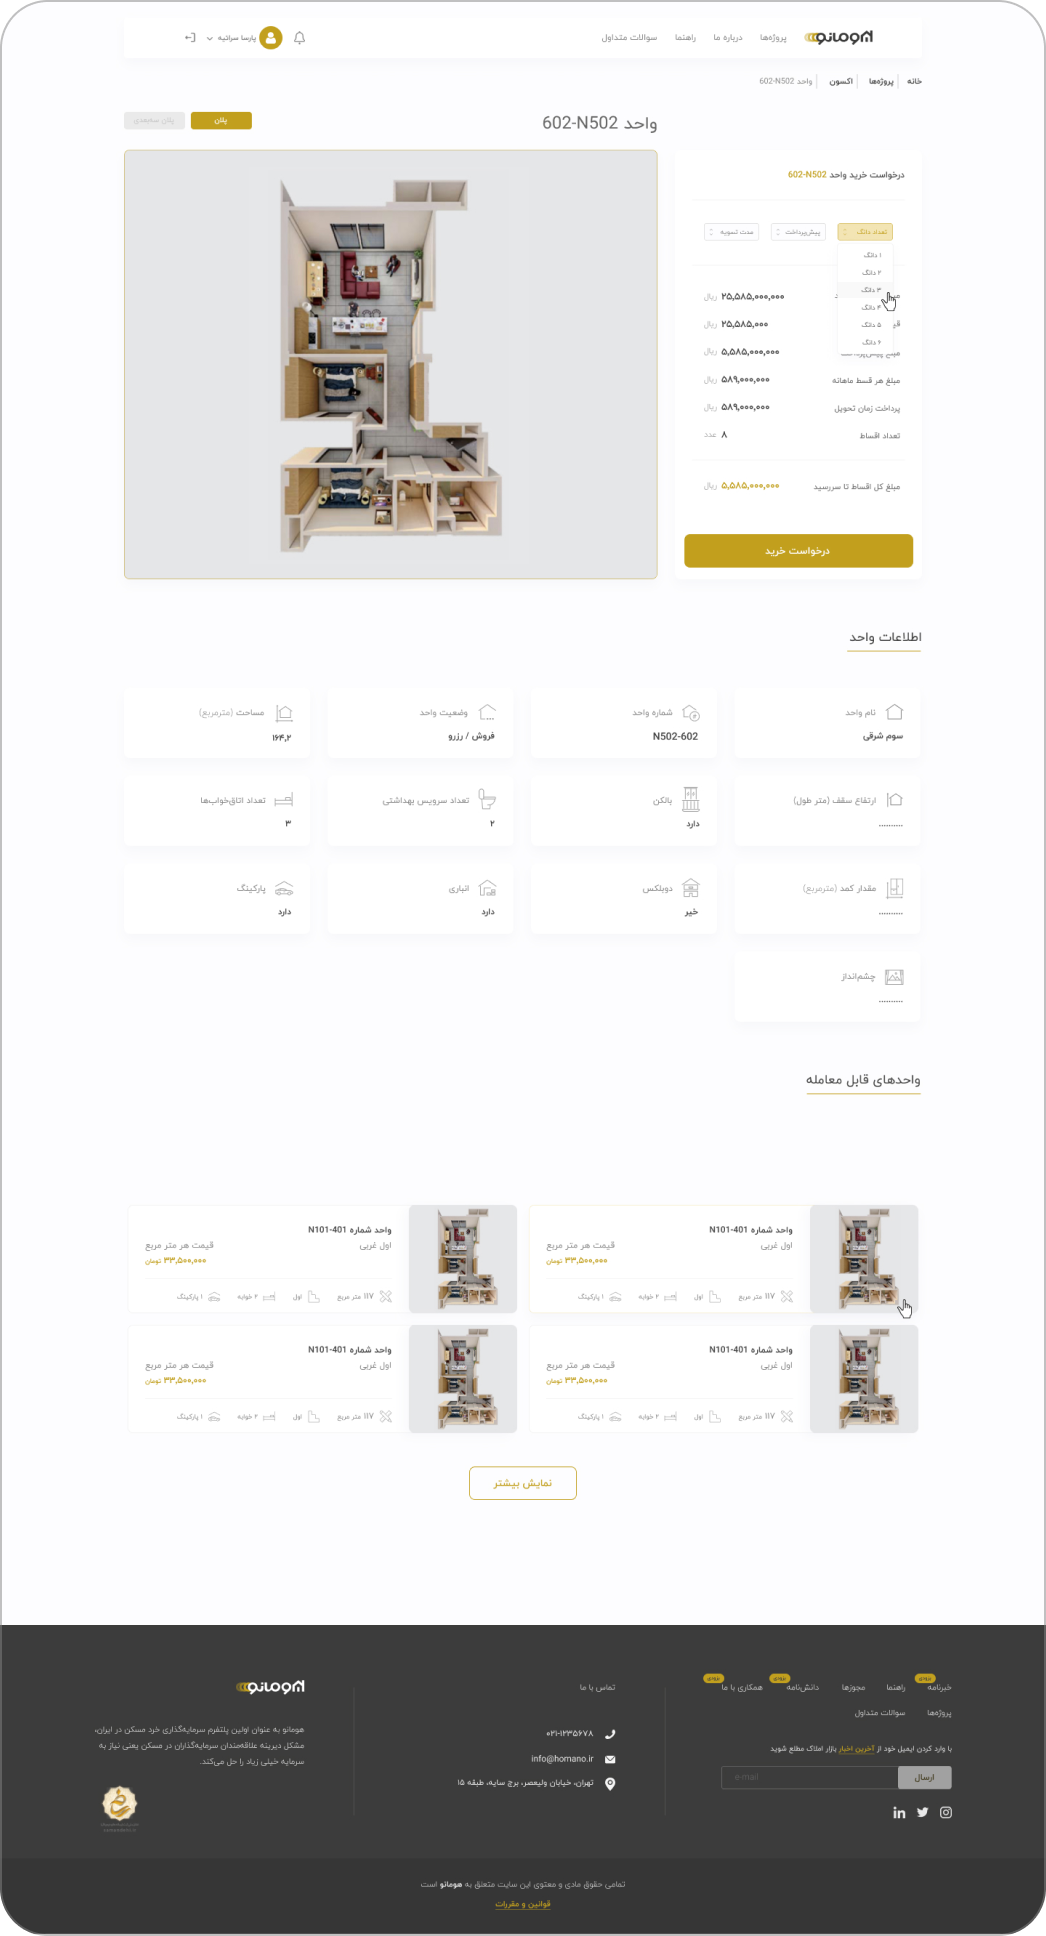 هومانو
پروژه‌ها
درباره ما
راهنما
سوالات متداول
پارسا سرائیه
خانه
پروژه‌ها
اکسون
واحد 602-N502
واحد 602-N502
پلان
پلان سه‌بعدی
درخواست خرید واحد 602-N502
تعداد دانگ
پیش‌پرداخت
مدت تسویه
۱ دانگ
۲ دانگ
۳ دانگ
۴ دانگ
۵ دانگ
۶ دانگ
۲۵,۵۸۵,۰۰۰,۰۰۰ ریال
۲۵,۵۸۵,۰۰۰ ریال
۵,۵۸۵,۰۰۰,۰۰۰ ریال
مبلغ هر قسط ماهانه
۵۸۹,۰۰۰,۰۰۰ ریال
پرداخت زمان تحویل
۵۸۹,۰۰۰,۰۰۰ ریال
تعداد اقساط
۸ عدد
مبلغ کل اقساط تا سررسید
۵,۵۸۵,۰۰۰,۰۰۰ ریال
درخواست خرید
اطلاعات واحد
نام واحد
سوم شرقی
شماره واحد
N502-602
وضعیت واحد
فروش / رزرو
مساحت (مترمربع)
۱۶۴,۲
ارتفاع سقف (متر طول)
..........
بالکن
دارد
تعداد سرویس بهداشتی
۲
تعداد اتاق‌خواب‌ها
۳
مقدار کمد (مترمربع)
..........
دوبلکس
خیر
انباری
دارد
پارکینگ
دارد
چشم‌انداز
..........
واحدهای قابل معامله
واحد شماره N101-401
اول غربی
قیمت هر متر مربع
۳۳,۵۰۰,۰۰۰ تومان
۱۱۷ متر مربع
اول
۲ خوابه
۱ پارکینگ
واحد شماره N101-401
اول غربی
قیمت هر متر مربع
۳۳,۵۰۰,۰۰۰ تومان
۱۱۷ متر مربع
اول
۲ خوابه
۱ پارکینگ
واحد شماره N101-401
اول غربی
قیمت هر متر مربع
۳۳,۵۰۰,۰۰۰ تومان
۱۱۷ متر مربع
اول
۲ خوابه
۱ پارکینگ
واحد شماره N101-401
اول غربی
قیمت هر متر مربع
۳۳,۵۰۰,۰۰۰ تومان
۱۱۷ متر مربع
اول
۲ خوابه
۱ پارکینگ
نمایش بیشتر
خبرنامه
بزودی
راهنما
مجوزها
دانش‌نامه
بزودی
همکاری با ما
بزودی
پروژه‌ها
سوالات متداول
با وارد کردن ایمیل خود از آخرین اخبار بازار املاک مطلع شوید
ارسال
e-mail
تماس با ما
۰۲۱-۱۲۳۵۶۷۸
info@homano.ir
تهران، خیابان ولیعصر، برج سایه، طبقه ۱۵
هومانو
هومانو به عنوان اولین پلتفرم سرمایه‌گذاری خرد مسکن در ایران،
مشکل دیرینه علاقه‌مندان سرمایه‌گذاران در مسکن یعنی نیاز به
سرمایه خیلی زیاد را حل می‌کند.
تمامی حقوق مادی و معنوی این سایت متعلق به هومانو است
قوانین و مقررات